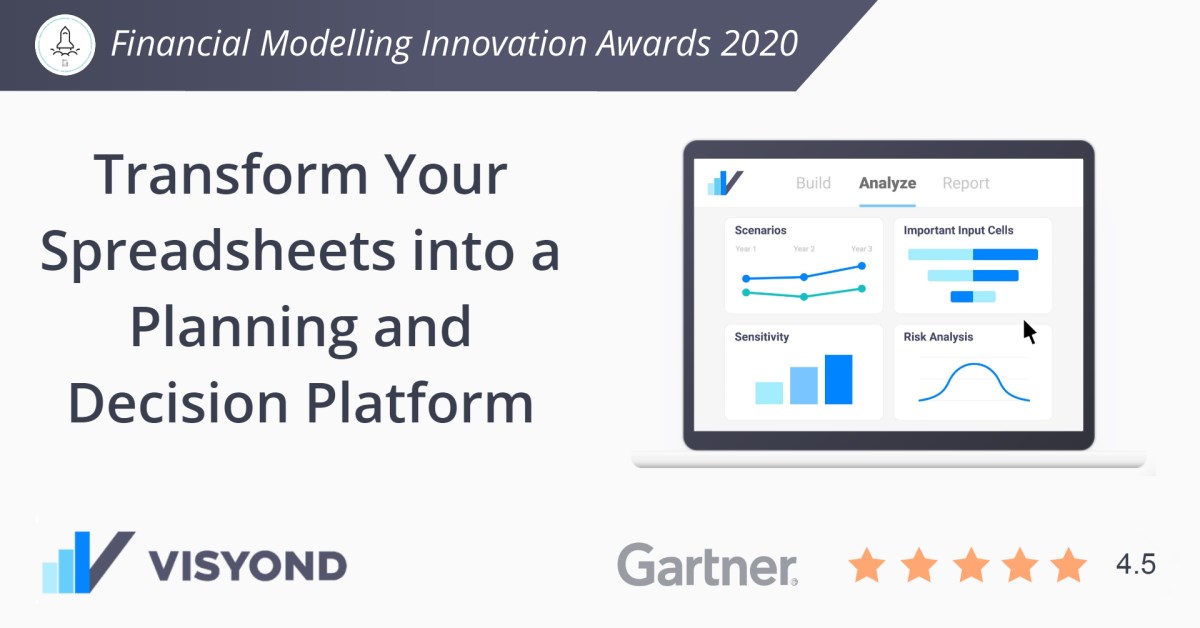 Financial Modelling Innovation Awards 2020
Transform Your
Spreadsheets into a
Planning and
Decision Platform
Build Analyze Report
Scenarios
Year 1 Year 2 Year 3
Important Input Cells
Sensitivity
Risk Analysis
VISYOND
Gartner
4.5